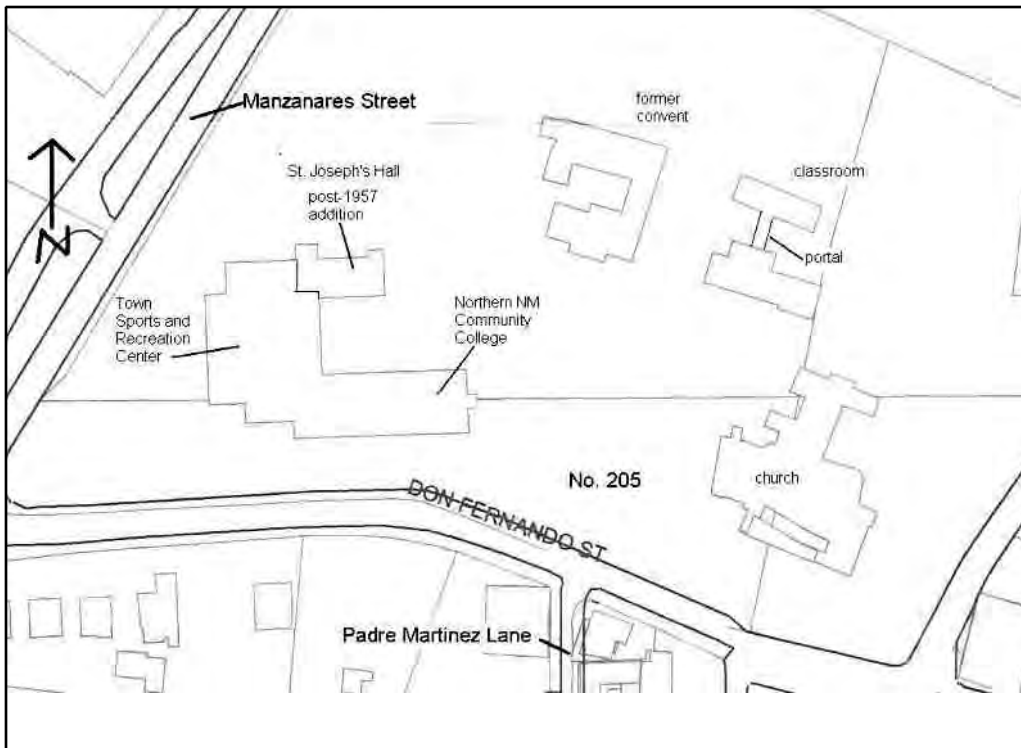 Manzanares Street
former
convent
St. Joseph's Hall
post-1957
addition
classroom
portal
N
Town
Sports and
Recreation
Center
Northern NM
Community
College
No. 205
church
DON FERNANDO ST
Padre Martinez Lane